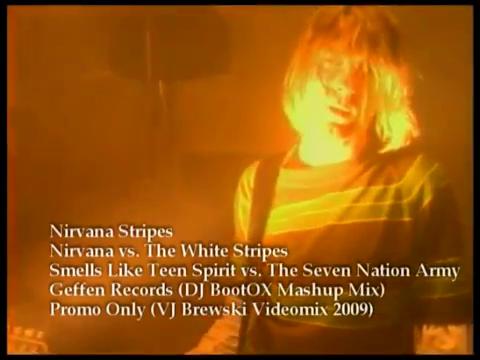 Nirvana Stripes
Nirvana vs. The White Stripes
Smells Like Teen Spirit vs. The Seven Nation Army
Geffen Records (DJ BootOX Mashup Mix)
Promo Only (VJ Brewski Videomix 2009)